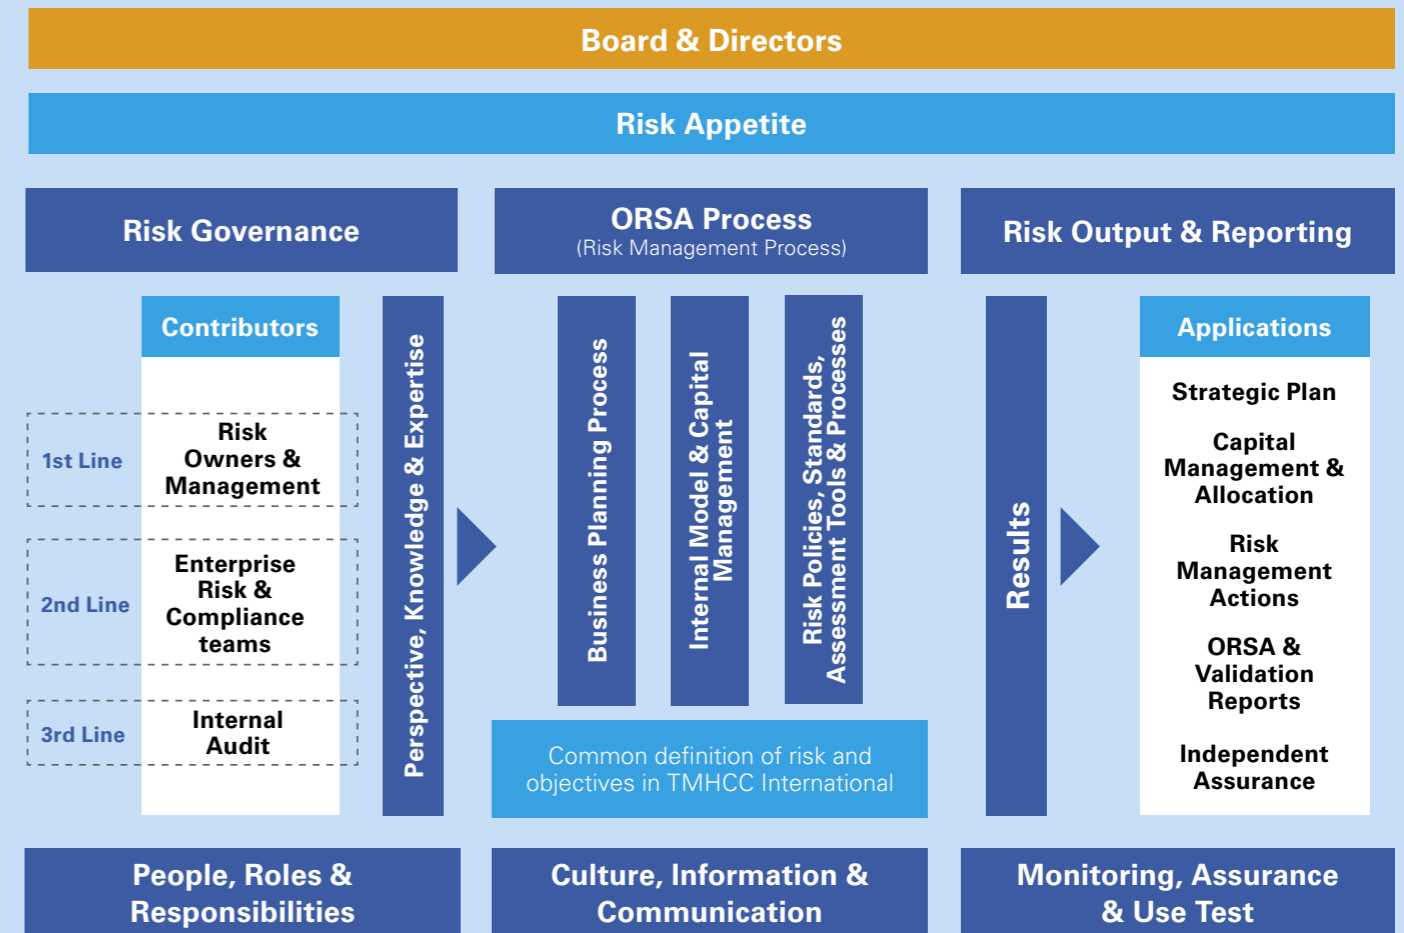 Board & Directors
Risk Appetite
Risk Governance
ORSA Process
(Risk Management Process)
Risk Output & Reporting
Contributors
1st Line
Risk
Owners &
Management
2nd Line
Enterprise
Risk &
Compliance
teams
3rd Line
Internal
Audit
Perspective, Knowledge & Expertise
Business Planning Process
Internal Model & Capital
Management
Risk Policies, Standards,
Assessment Tools & Processes
Common definition of risk and
objectives in TMHCC International
Results
Applications
Strategic Plan
Capital
Management &
Allocation
Risk
Management
Actions
ORSA &
Validation
Reports
Independent
Assurance
People, Roles &
Responsibilities
Culture, Information &
Communication
Monitoring, Assurance
& Use Test